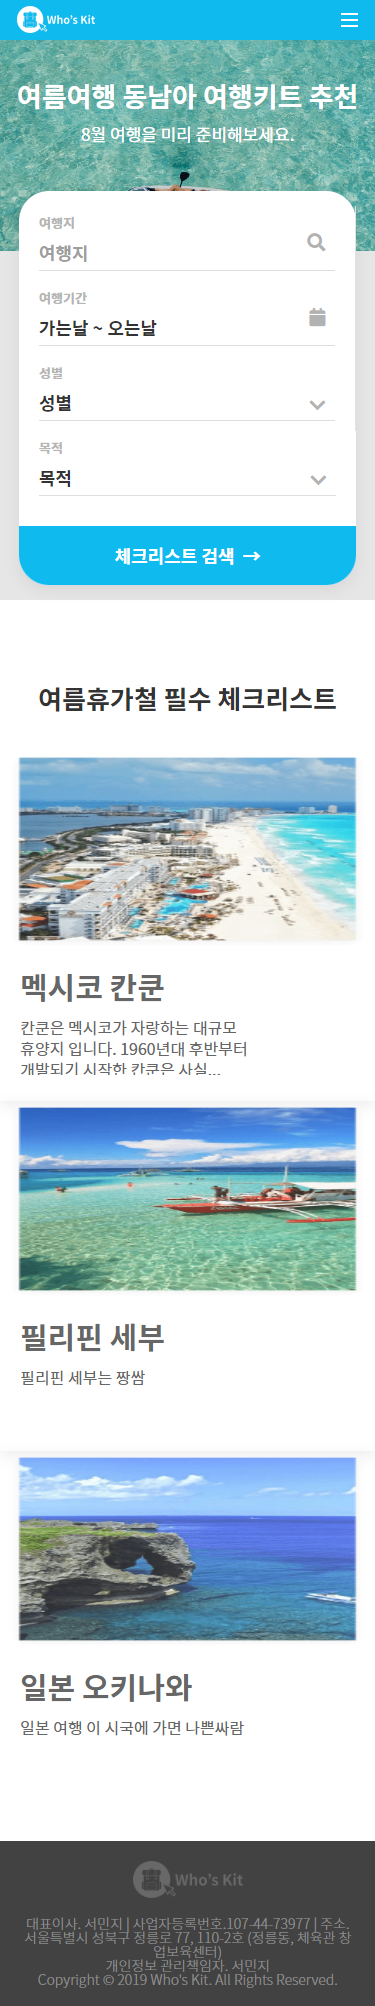 Who's Kit
여름여행 동남아 여행키트 추천
8월 여행을 미리 준비해보세요.
여행지
여행지
여행기간
가는날 ~ 오는날
성별
성별
목적
목적
체크리스트 검색 →
여름휴가철 필수 체크리스트
멕시코 칸쿤
칸쿤은 멕시코가 자랑하는 대규모
휴양지 입니다. 1960년대 후반부터
개발되기 시작한 칸쿤은 사실...
필리핀 세부
필리핀 세부는 짱쌈
일본 오키나와
일본 여행 이 시국에 가면 나쁜싸람
Who's Kit
대표이사. 서민지 | 사업자등록번호.107-44-73977 | 주소.
서울특별시 성북구 정릉로 77, 110-2호 (정릉동, 체육관 창
업보육센터)
개인정보 관리책임자. 서민지
Copyright © 2019 Who's Kit. All Rights Reserved.